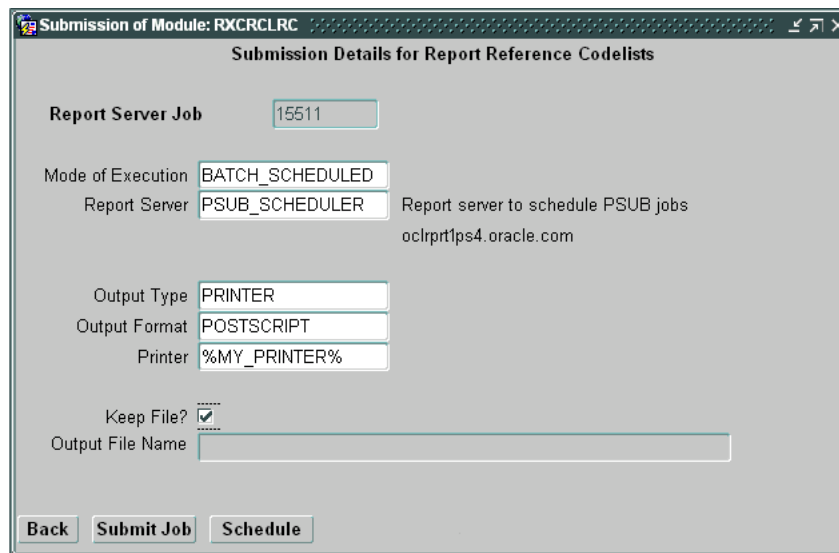 Submission of Module: RXCRCLRC
Submission Details for Report Reference Codelists
Report Server Job 15511
Mode of Execution BATCH_SCHEDULED
Report Server PSUB_SCHEDULER Report server to schedule PSUB jobs
oclrprt1ps4.oracle.com
Output Type PRINTER
Output Format POSTSCRIPT
Printer %MY_PRINTER%
Keep File?
Output File Name
Back Submit Job Schedule